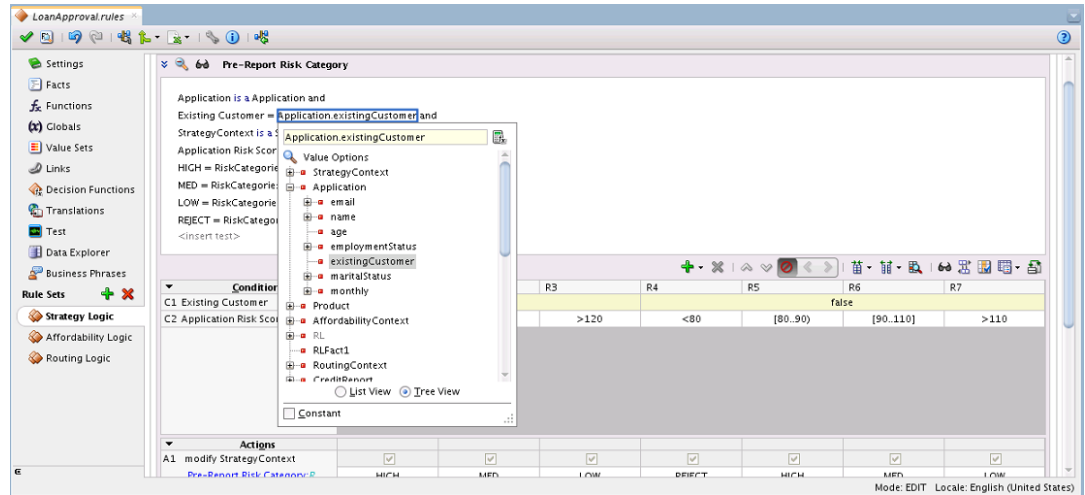 LoanApproval.rules
Settings
Facts
Functions
Globals
Value Sets
Links
Decision Functions
Translations
Test
Data Explorer
Business Phrases
Rule Sets
Strategy Logic
Affordability Logic
Routing Logic
Pre-Report Risk Category
Application is a Application and
Existing Customer = Application.existingCustomer and
StrategyContext is a
Application Risk Scor
HIGH = RiskCategorie
MED = RiskCategorie
LOW = RiskCategorie
REJECT = RiskCatego
<insert test>
Application.existingCustomer
Value Options
StrategyContext
Application
email
name
age
employmentStatus
existingCustomer
maritalStatus
monthly
Product
AffordabilityContext
RL
RLFact1
RoutingContext
CreditReport
List View Tree View
Constant
Condition R3 R4 R5 R6 R7
C1 Existing Customer false
C2 Application Risk Scor >120 <80 [80..90) [90..110] >110
Actions
A1 modify StrategyContext
Pre-Report Risk Category:R HIGH MED LOW REJECT HIGH MED LOW
Mode: EDIT Locale: English (United States)